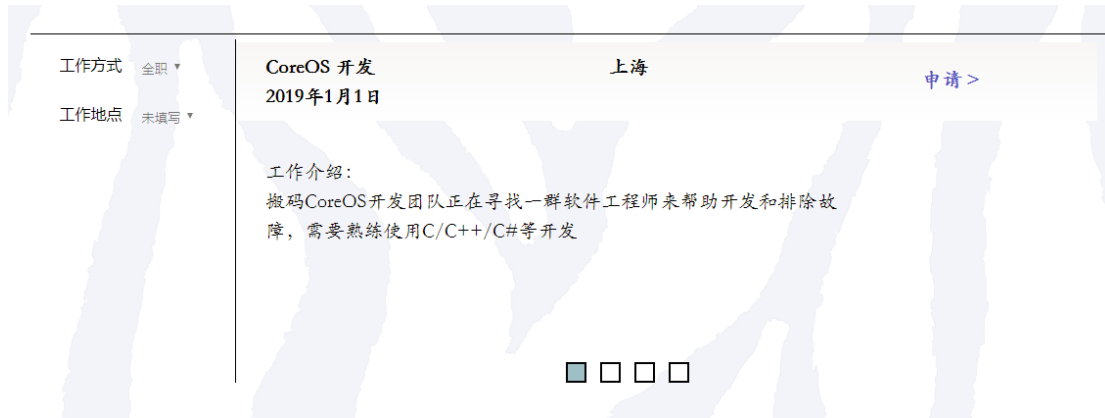 工作方式 全职 ▼
工作地点 未填写 ▼
CoreOS 开发 上海
2019年1月1日
申请 >
工作介绍：
搬码CoreOS开发团队正在寻找一群软件工程师来帮助开发和排除故
障，需要熟练使用C/C++/C#等开发